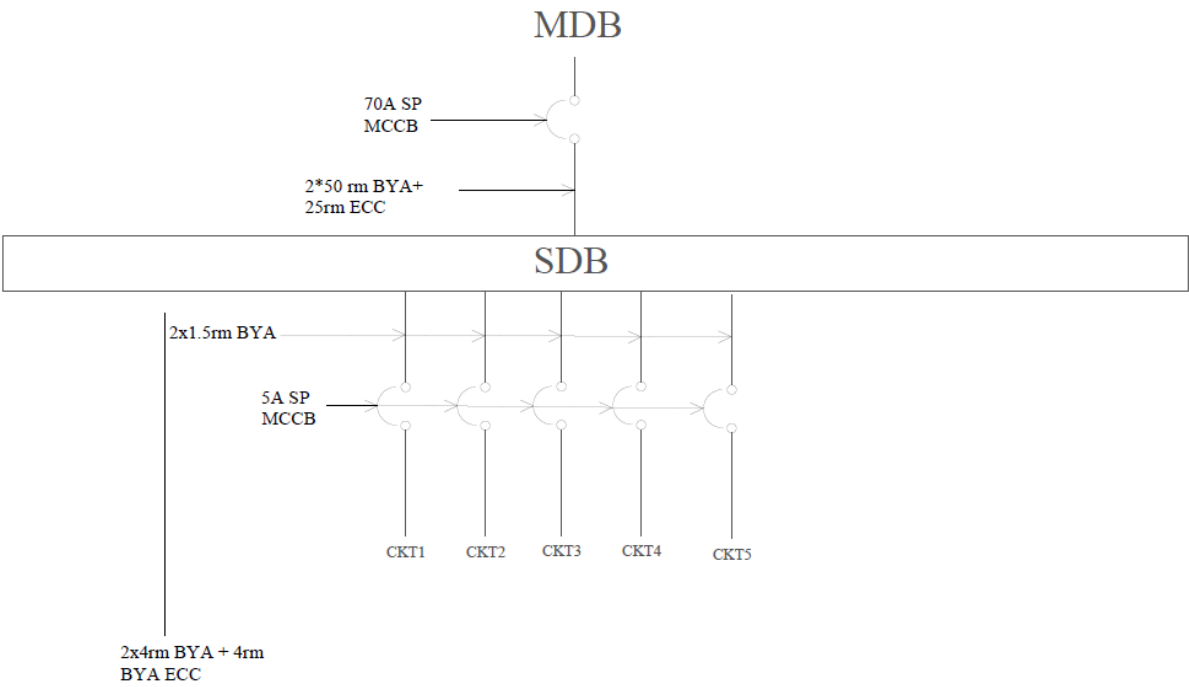 MDB
70A SP
MCCB
2*50 rm BYA+
25rm ECC
SDB
2x1.5rm BYA
5A SP
MCCB
CKT1 CKT2 CKT3 CKT4 CKT5
2x4rm BYA + 4rm
BYA ECC